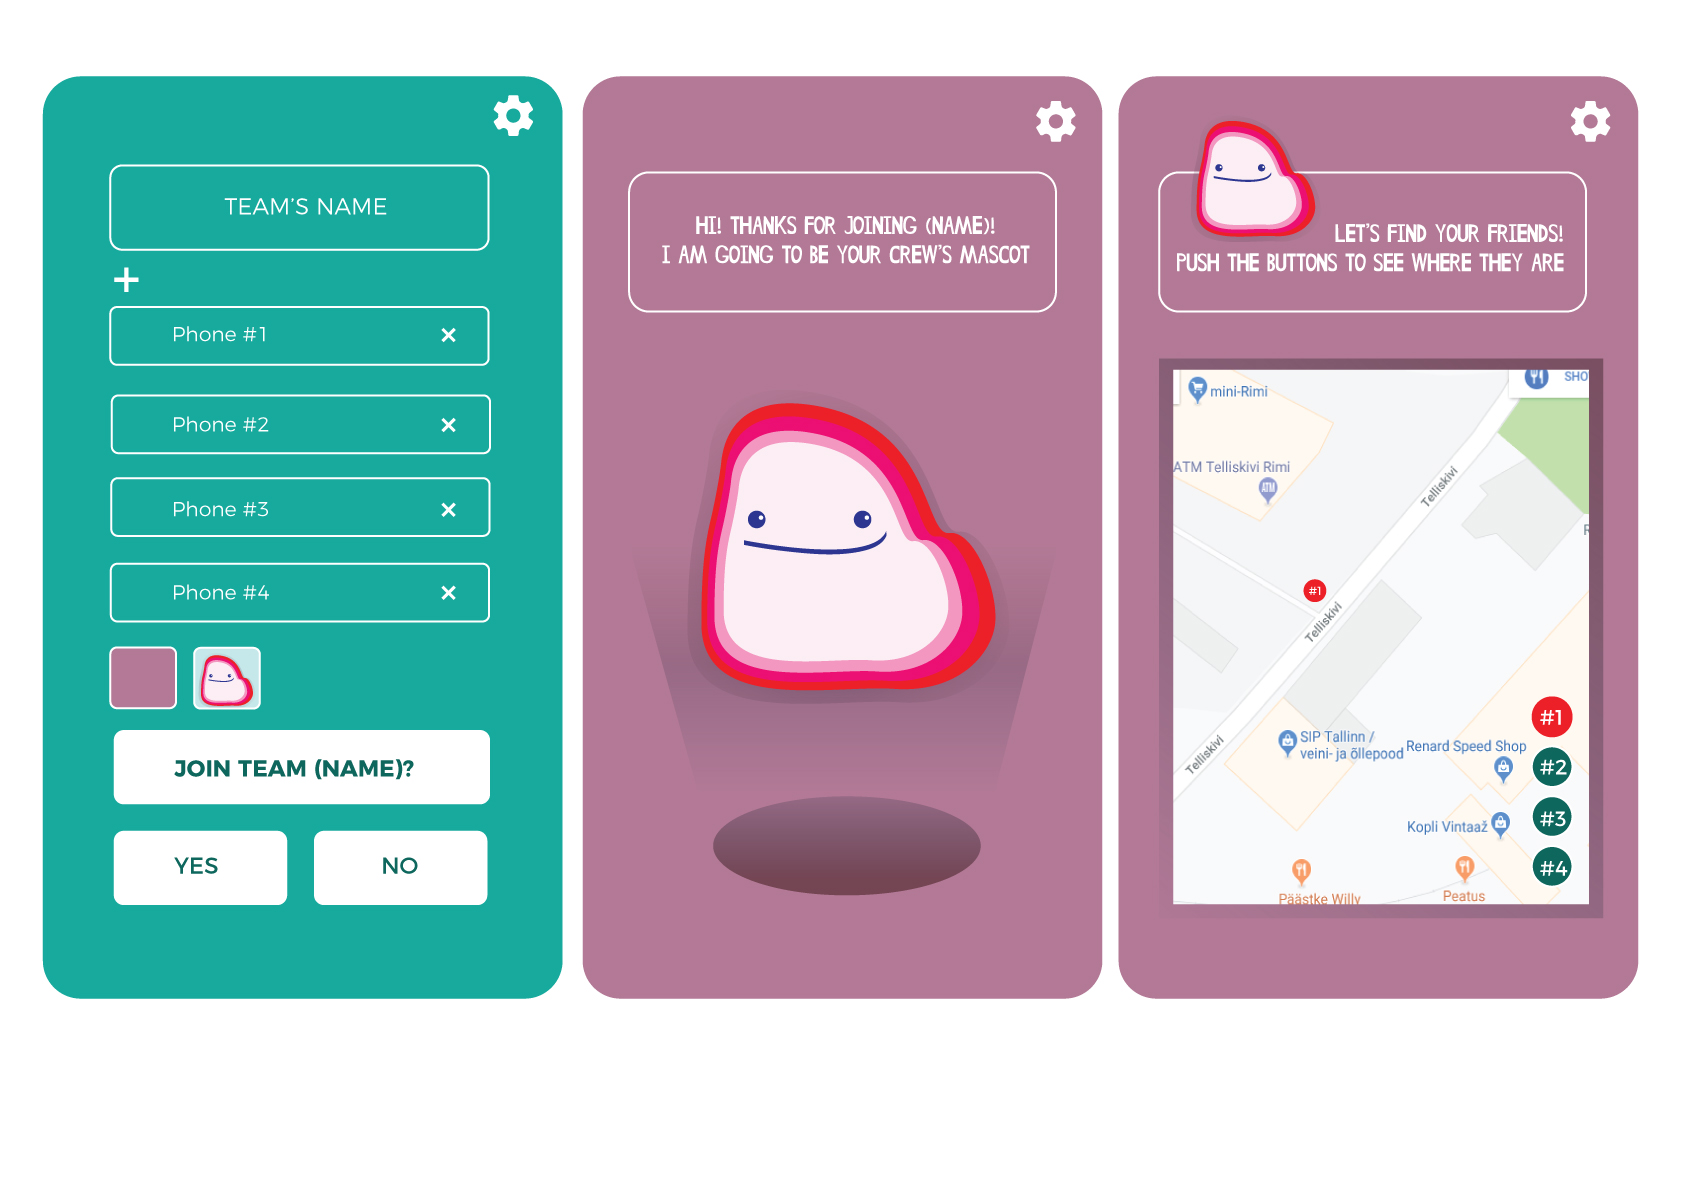 TEAM'S NAME
+
Phone #1 ×
Phone #2 ×
Phone #3 ×
Phone #4 ×
JOIN TEAM (NAME)?
YES
NO
HI! THANKS FOR JOINING (NAME)!
I AM GOING TO BE YOUR CREW'S MASCOT
LET'S FIND YOUR FRIENDS!
PUSH THE BUTTONS TO SEE WHERE THEY ARE
SHO
mini-Rimi
ATM Telliskivi Rimi
ATM
Telliskivi
R
#1
Telliskivi
Telliskivi
SIP Tallinn /
veini- ja õllepood
Renard Speed Shop
Kopli Vintaaž
Päästke Willy
Peatus
#1
#2
#3
#4